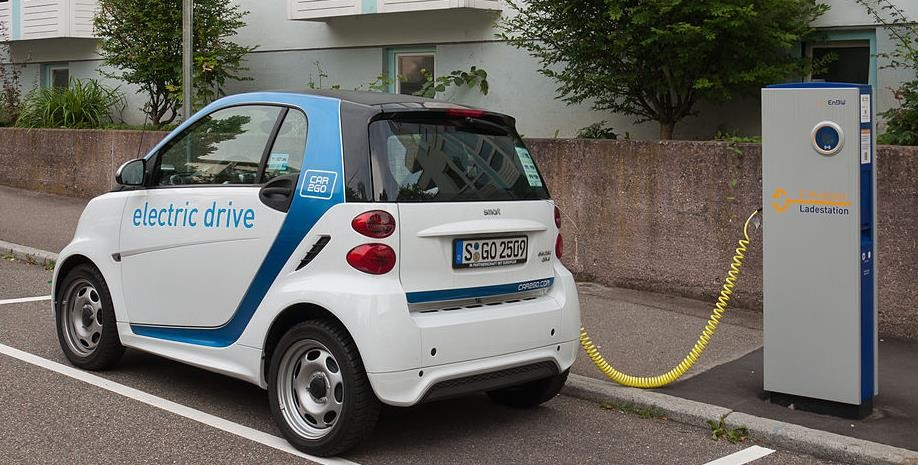 electric drive
CAR
2GO
smart
S GO 2509
CAR2GO.COM
EnBW
Ladestation